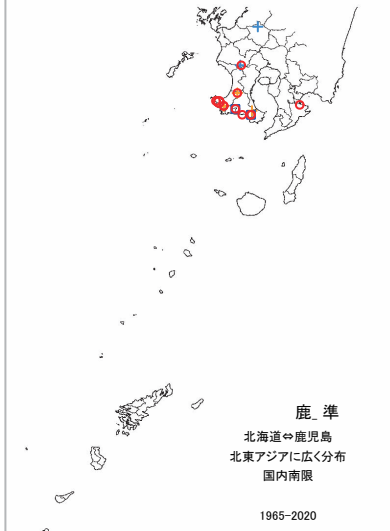 鹿_ 準
北海道⇔鹿児島
北東アジアに広く分布
国内南限
1965-2020